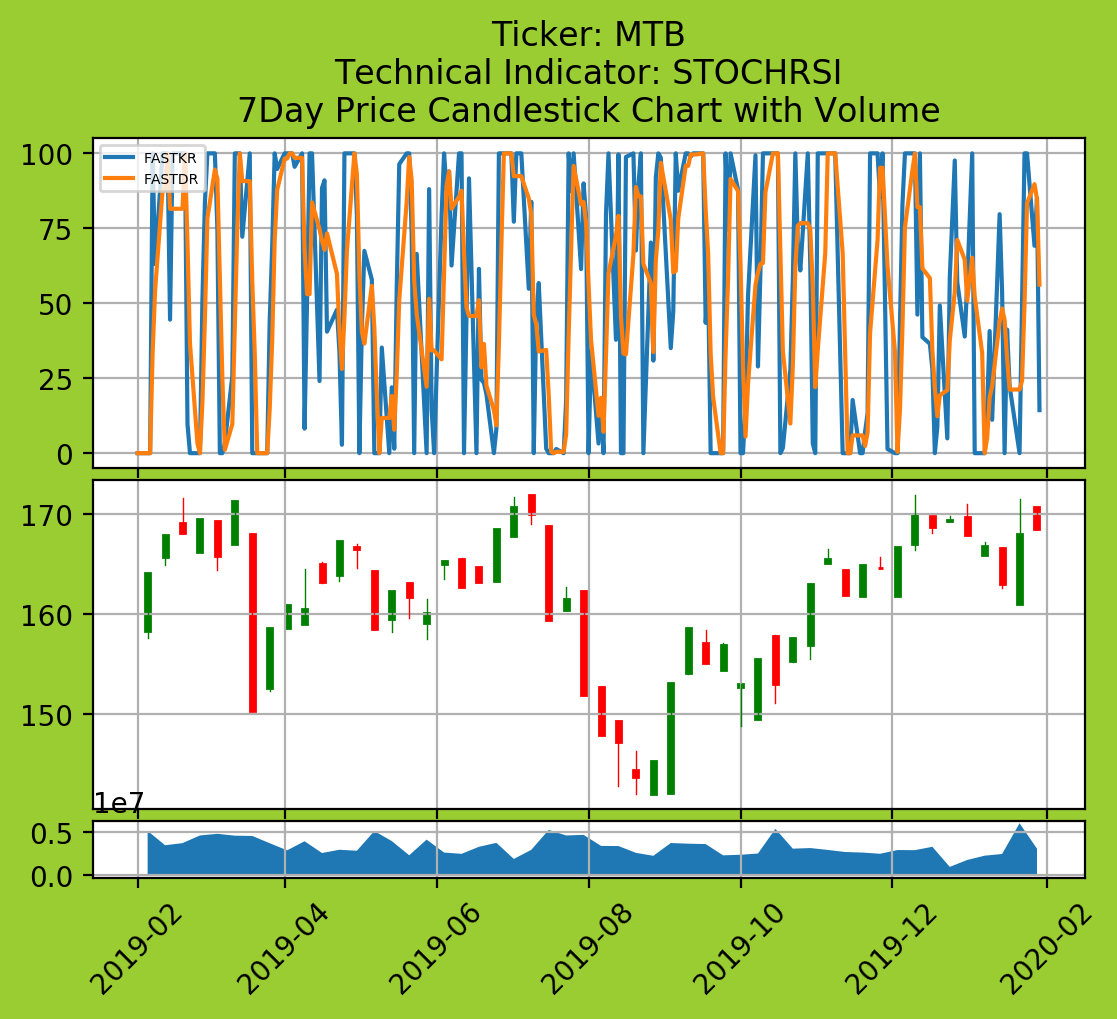 Ticker: MTB
Technical Indicator: STOCHRSI
7Day Price Candlestick Chart with Volume
100
75
50
25
0
FASTKR
FASTDR
170
160
150
1e7
0.5
0.0
2019-02
2019-04
2019-06
2019-08
2019-10
2019-12
2020-02